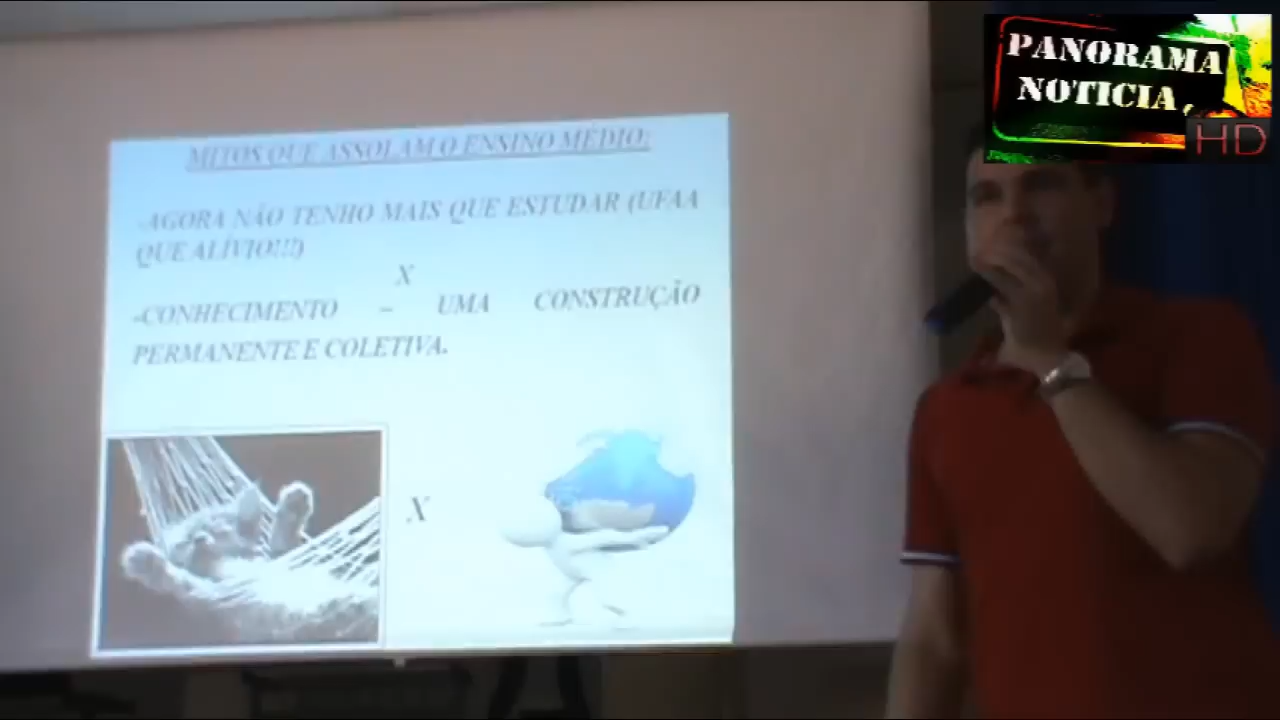 MITOS QUE ASSOLAM O ENSINO MÉDIO:
-AGORA NÃO TENHO MAIS QUE ESTUDAR (UFAA
QUE ALÍVIO!!!)
X
-CONHECIMENTO – UMA CONSTRUÇÃO
PERMANENTE E COLETIVA.
X
PANORAMA
NOTICIA,
HD